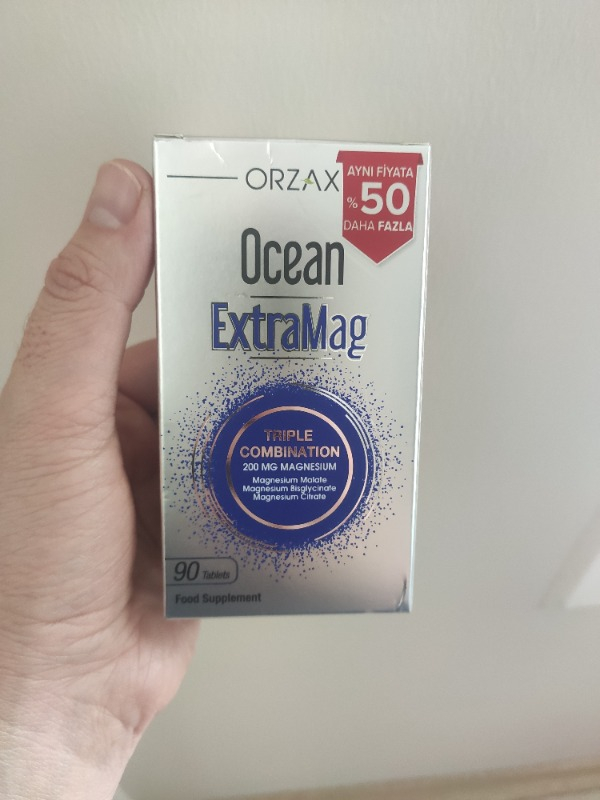 ORZAX
AYNI FİYATA
%50
DAHA FAZLA
Ocean
ExtraMag
TRIPLE
COMBINATION
200 MG MAGNESIUM
Magnesium Malate
Magnesium Bisglycinate
Magnesium Citrate
90 Tablets
Food Supplement